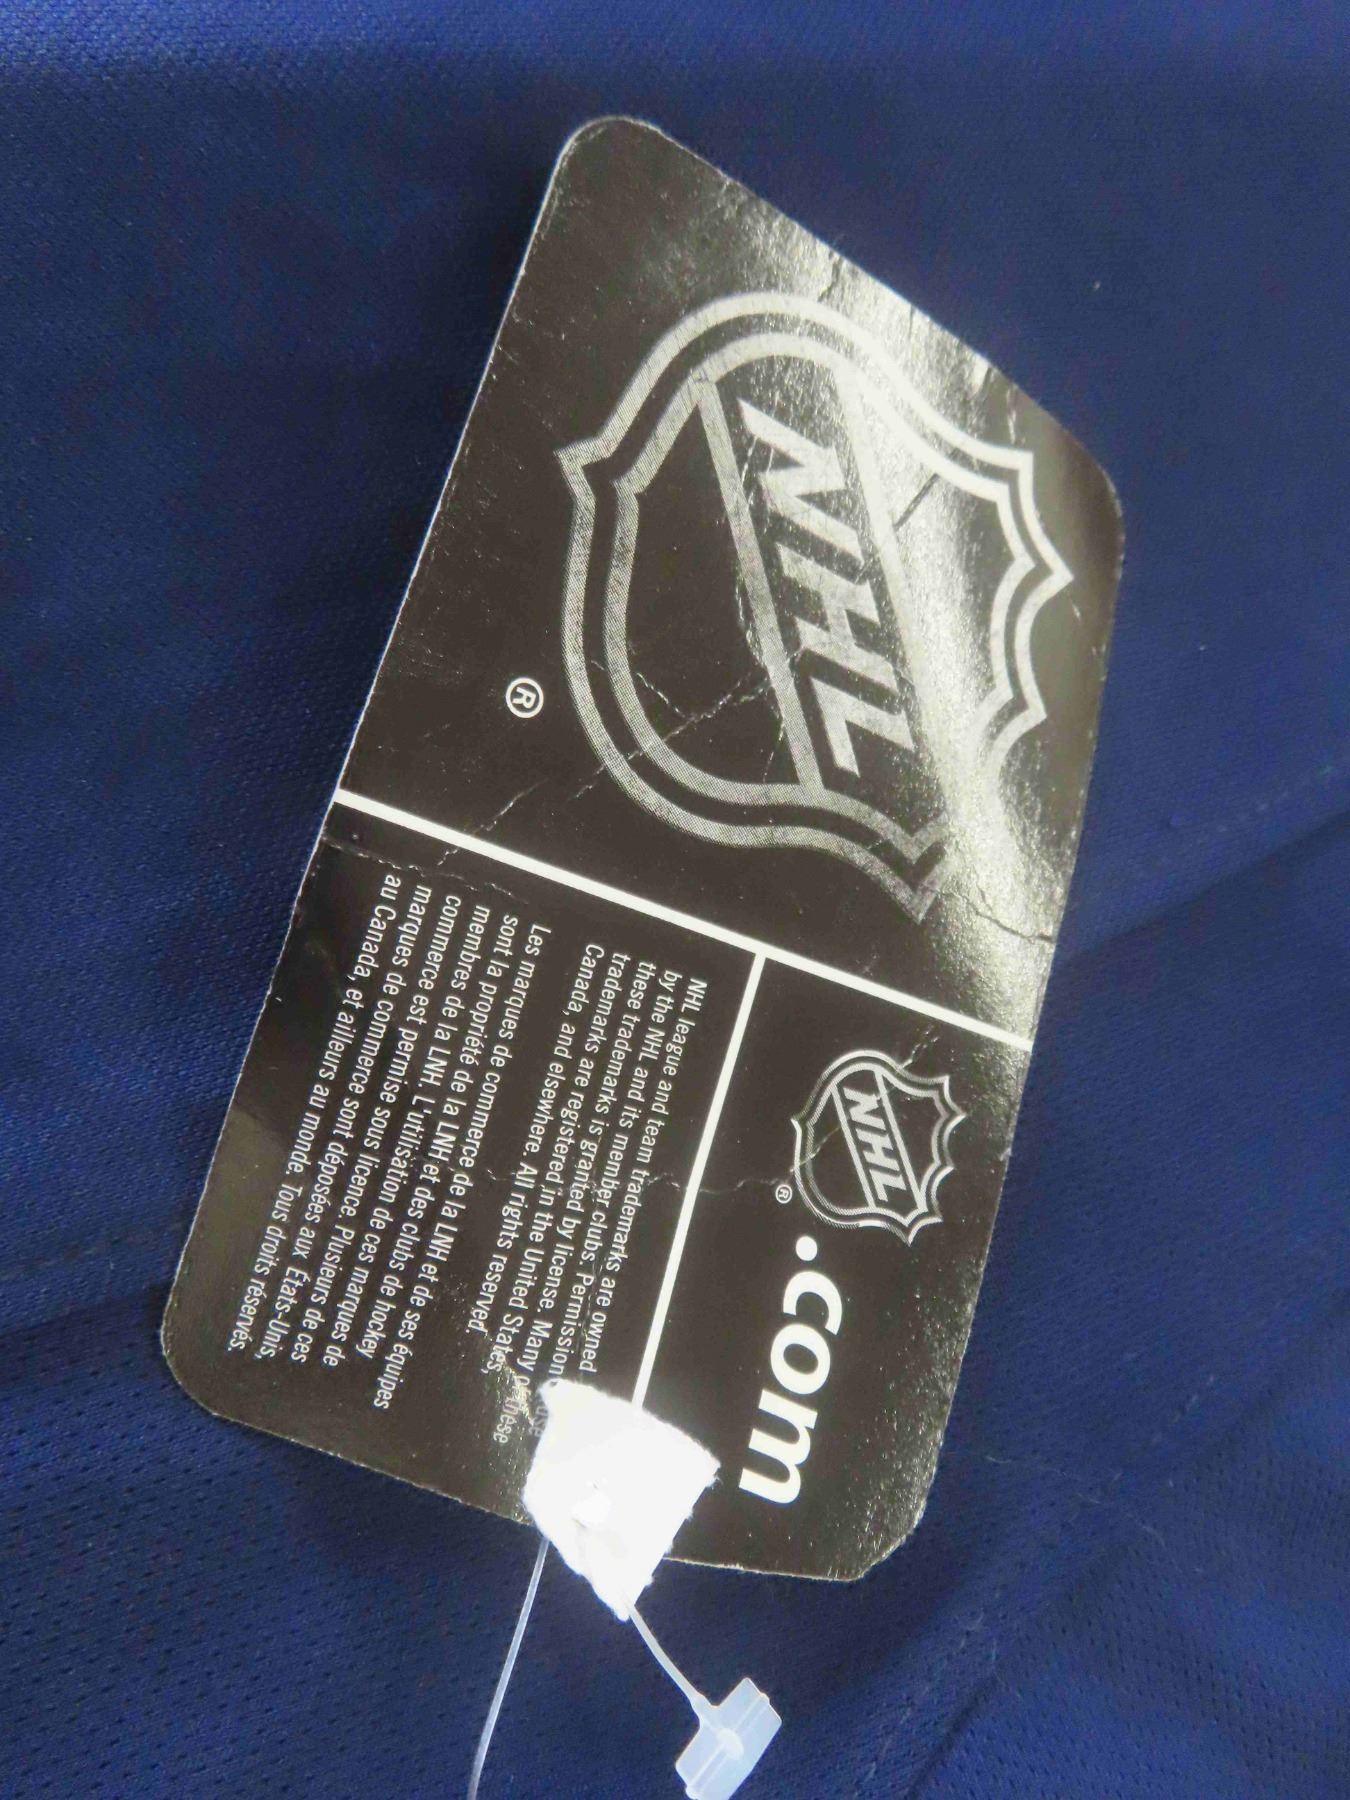 NHL
®
NHL
®
.com
NHL league and team trademarks are owned
by the NHL and its member clubs. Permission
these trademarks is granted by license. Many of these
trademarks are registered in the United States,
Canada, and elsewhere. All rights reserved.
Les marques de commerce de la LNH et de ses équipes
sont la propriété de la LNH et des clubs de hockey
membres de la LNH. L'utilisation de ces marques de
commerce est permise sous licence. Plusieurs de ces
marques de commerce sont déposées aux États-Unis,
au Canada, et ailleurs au monde. Tous droits réservés.